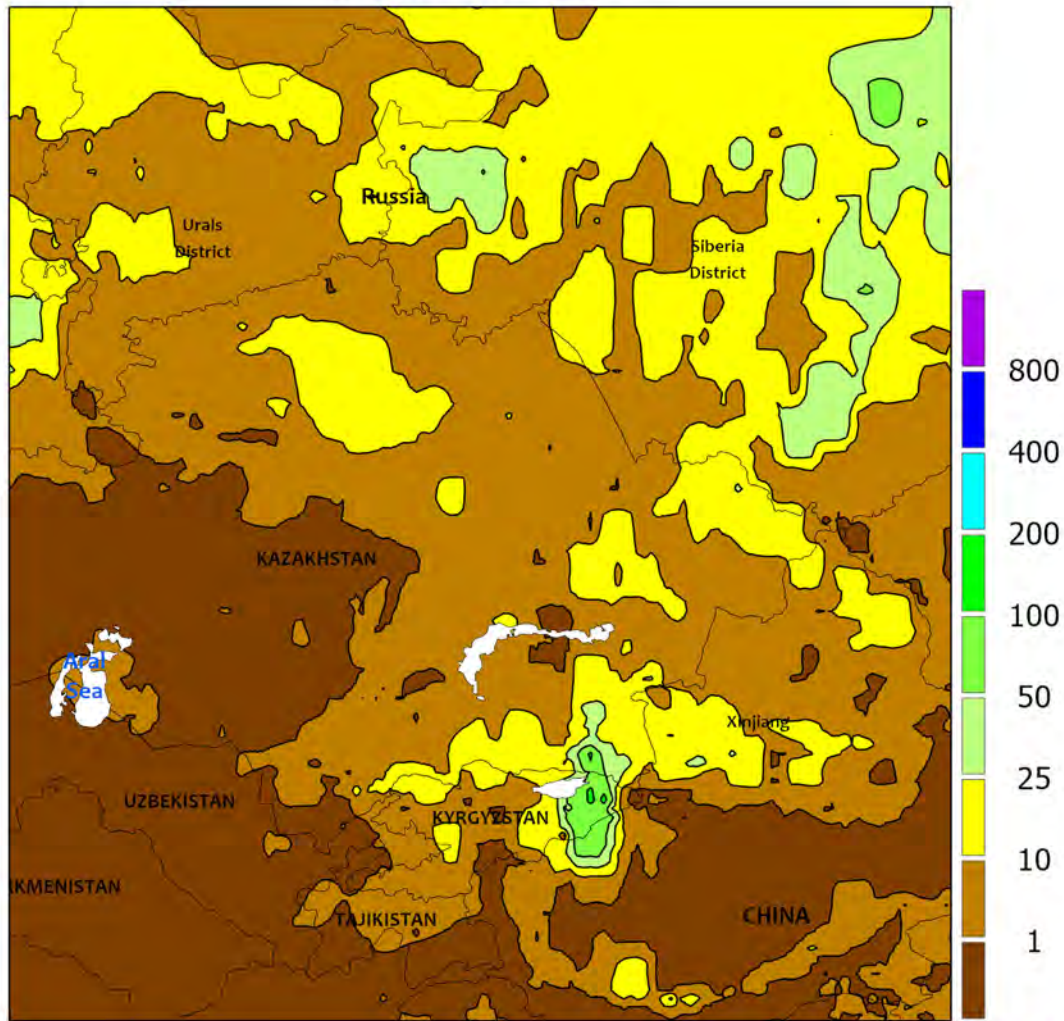 Russia
Urals
District
Siberia
District
800
400
KAZAKHSTAN
200
100
Aral
Sea
50
Xinjiang
25
UZBEKISTAN
KYRGYZSTAN
10
RKMENISTAN
TAJIKISTAN
CHINA
1